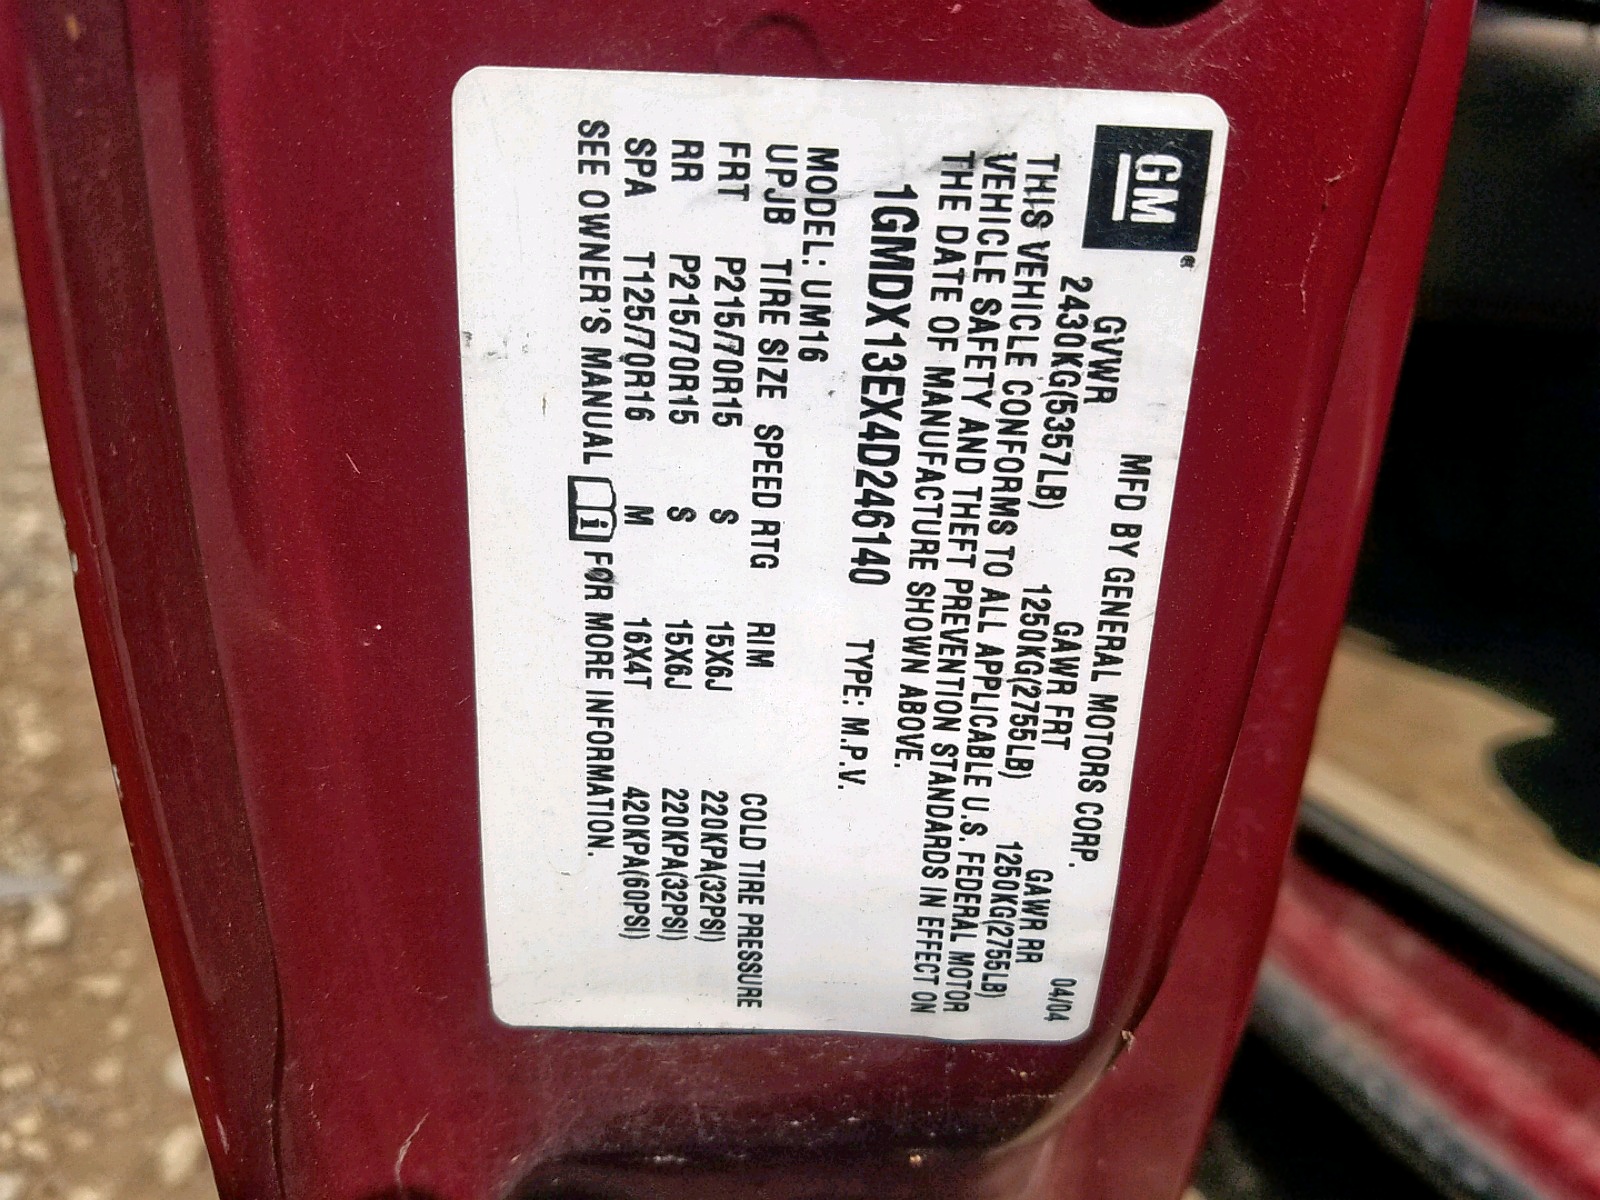 GM
MFD BY GENERAL MOTORS CORP. 04/04
GVWR GAWR FRT GAWR RR
2430KG(5357LB) 1250KG(2755LB) 1250KG(2755LB)
THIS VEHICLE CONFORMS TO ALL APPLICABLE U.S. FEDERAL MOTOR
VEHICLE SAFETY AND THEFT PREVENTION STANDARDS IN EFFECT ON
THE DATE OF MANUFACTURE SHOWN ABOVE.
1GMDX13EX4D246140 TYPE: M.P.V.
MODEL: UM16
UPJB TIRE SIZE SPEED RTG RIM COLD TIRE PRESSURE
FRT P215/70R15 S 15X6J 220KPA(32PSI)
RR P215/70R15 S 15X6J 220KPA(32PSI)
SPA T125/70R16 M 16X4T 420KPA(60PSI)
SEE OWNER'S MANUAL i FOR MORE INFORMATION.